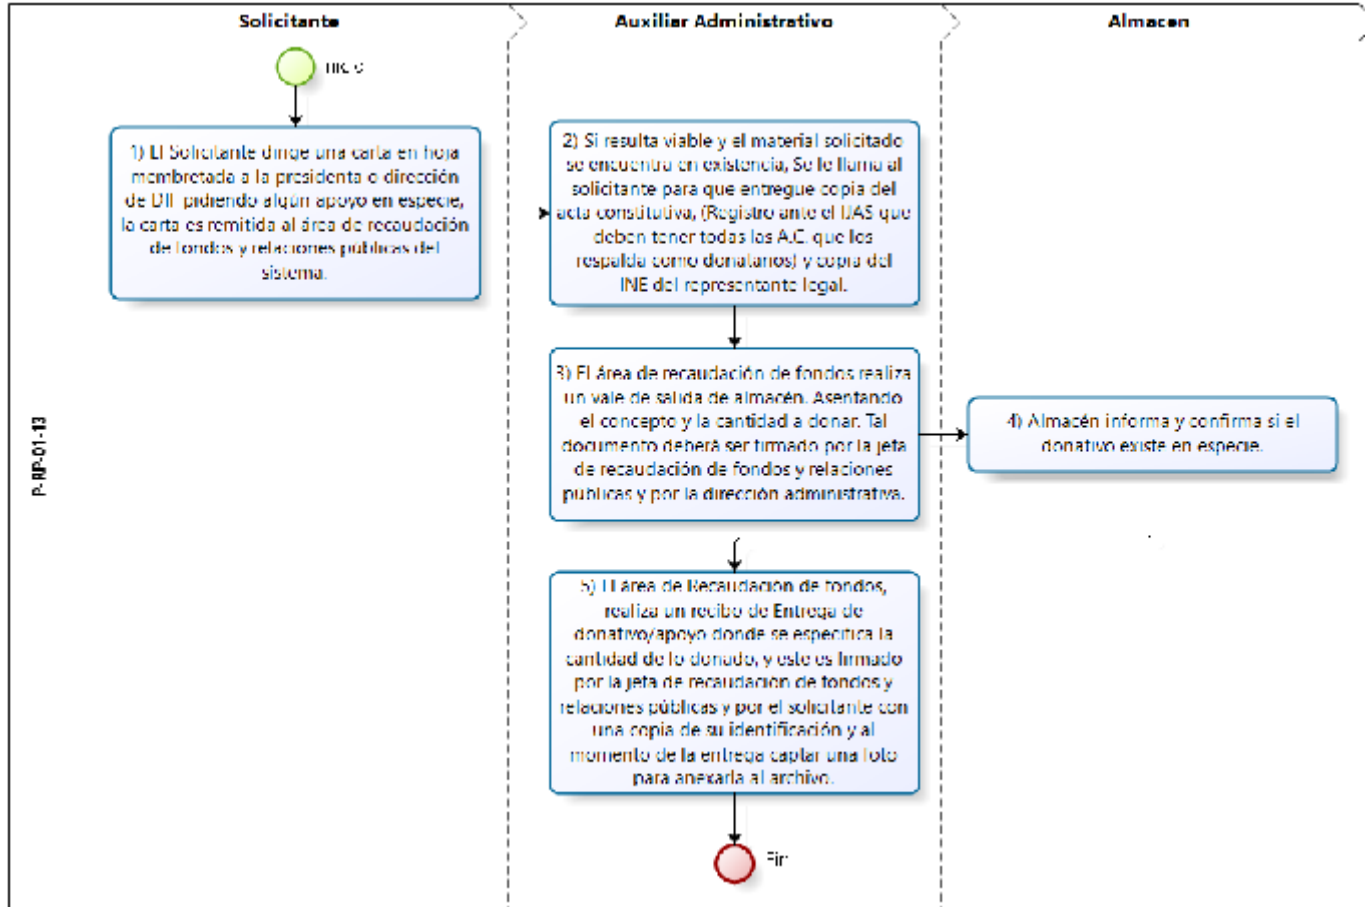 Solicitante
Auxiliar Administrativo
Almacen
P-RP-01-13
Inicio
1) El Solicitante dirige una carta en hoja
membretada a la presidenta o dirección
de DIF pidiendo algún apoyo en especie,
la carta es remitida al área de recaudación
de fondos y relaciones públicas del
sistema.
2) Si resulta viable y el material solicitado
se encuentra en existencia, Se le llama al
solicitante para que entregue copia del
acta constitutiva, (Registro ante el IJAS que
deben tener todas las A.C. que los
respalda como donatarios) y copia del
INE del representante legal.
3) El área de recaudación de fondos realiza
un vale de salida de almacén. Asentando
el concepto y la cantidad a donar. Tal
documento deberá ser firmado por la jefa
de recaudación de fondos y relaciones
publicas y por la dirección administrativa.
4) Almacén informa y confirma si el
donativo existe en especie.
5) El área de Recaudacion de fondos,
realiza un recibo de Entrega de
donativo/apoyo donde se especifica la
cantidad de lo donado, y este es firmado
por la jefa de recaudacion de fondos y
relaciones públicas y por el solicitante con
una copia de su identificación y al
momento de la entrega captar una foto
para anexarla al archivo.
Fin